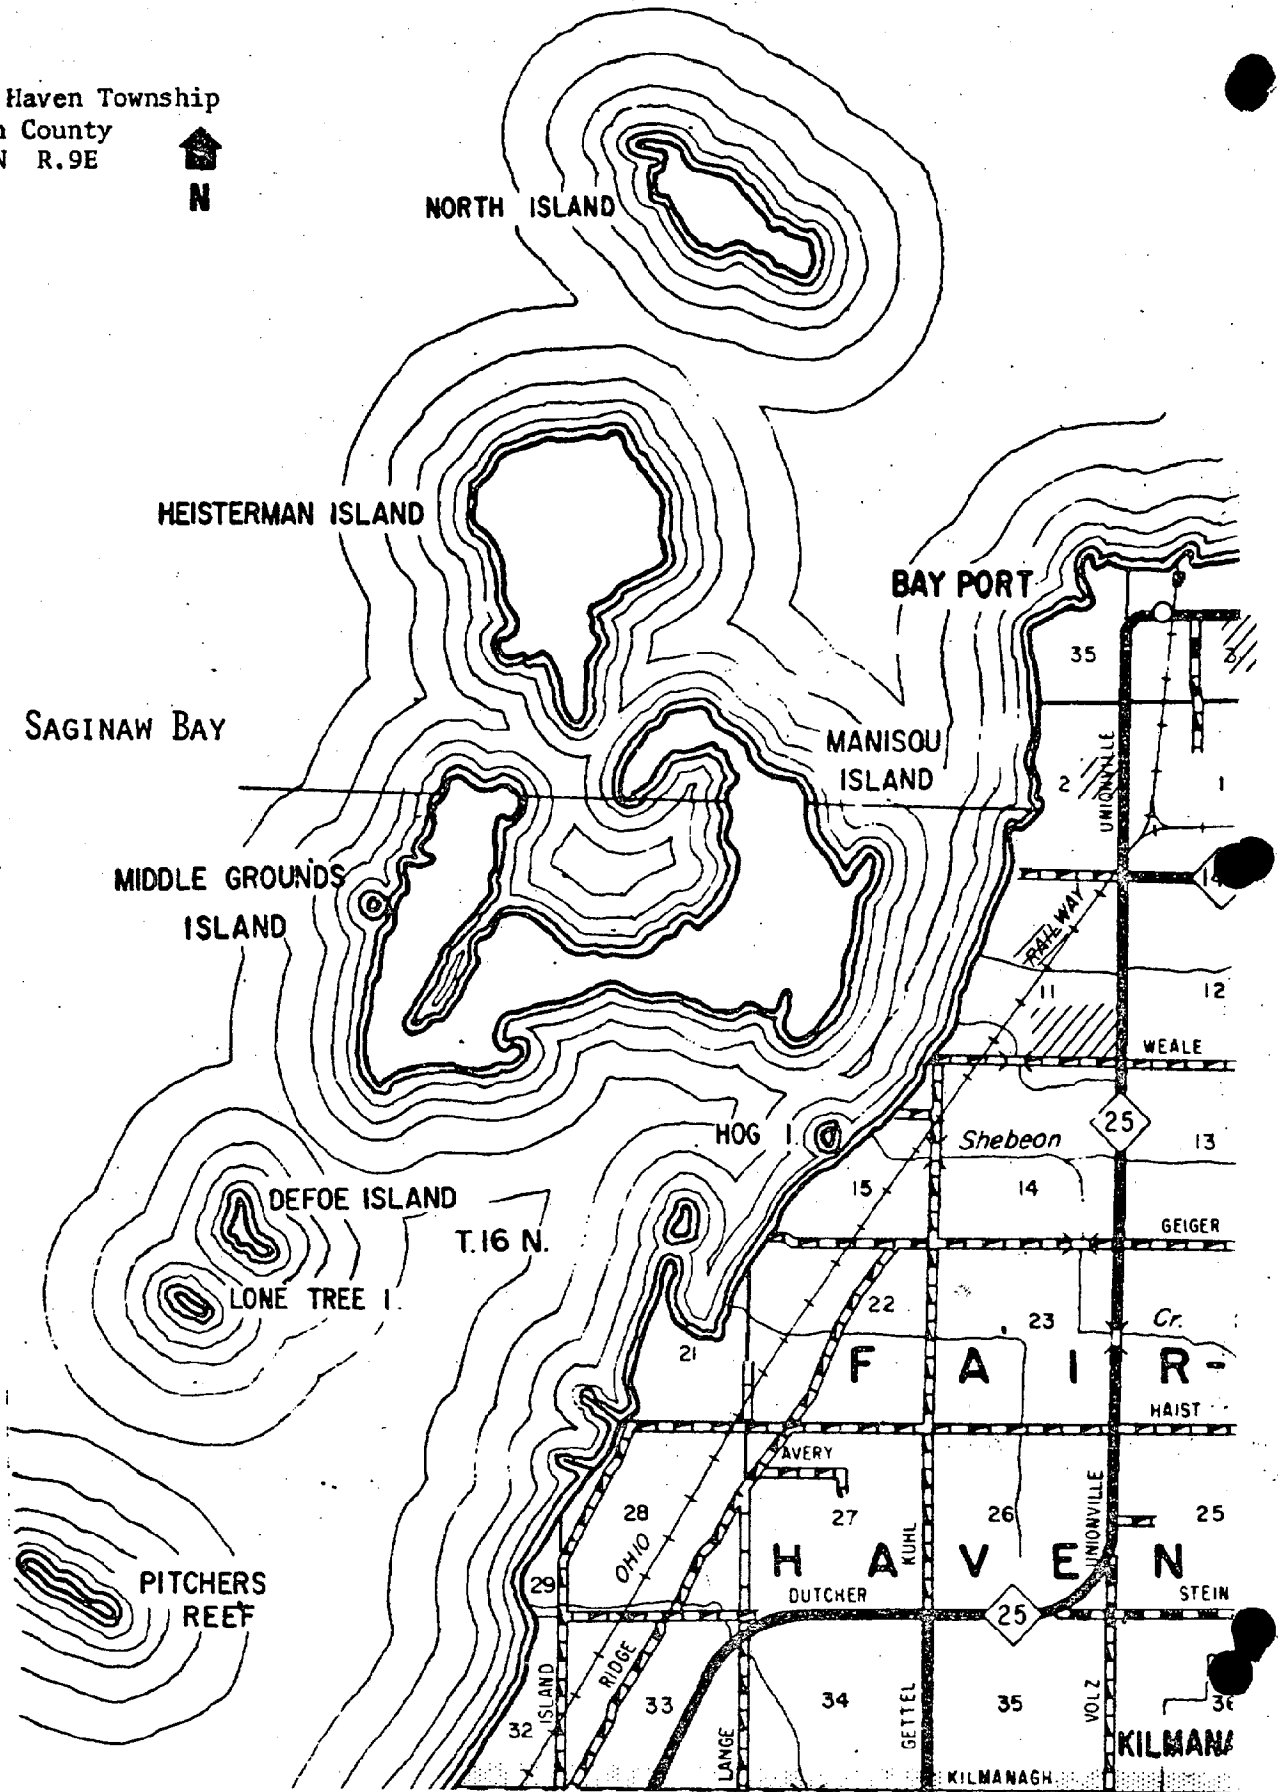 Haven Township
County
R.9E
N
NORTH ISLAND
HEISTERMAN ISLAND
BAY PORT
35
SAGINAW BAY
MANISOU
ISLAND
2
UNIONVILLE
1
MIDDLE GROUNDS
ISLAND
RAILWAY
11
12
WEALE
25
HOG I.
Shebeon
13
15
14
DEFOE ISLAND
T.16 N.
GEIGER
LONE TREE I.
22
23
Cr.
21
F A I R-
HAIST
AVERY
28
27
26
25
OHIO
KUHL
UNIONVILLE
H A V E N
PITCHERS
REEF
29
DUTCHER
25
STEIN
ISLAND
RIDGE
33
34
GETTEL
35
VOLZ
32
LANGE
KILMANA
KILMANAGH